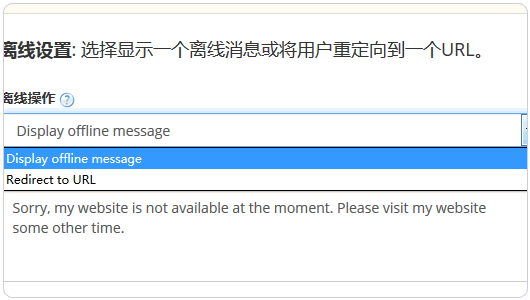 离线设置: 选择显示一个离线消息或将用户重定向到一个URL。
离线操作 ?
Display offline message
Display offline message
Redirect to URL
Sorry, my website is not available at the moment. Please visit my website
some other time.